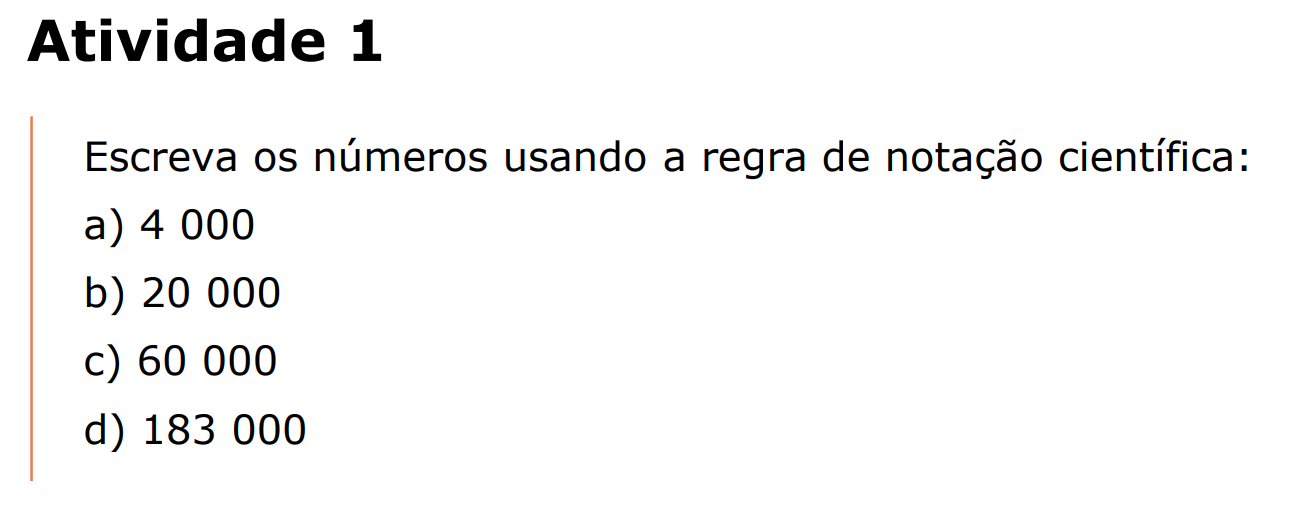 Atividade 1
Escreva os números usando a regra de notação científica:
a) 4 000
b) 20 000
c) 60 000
d) 183 000